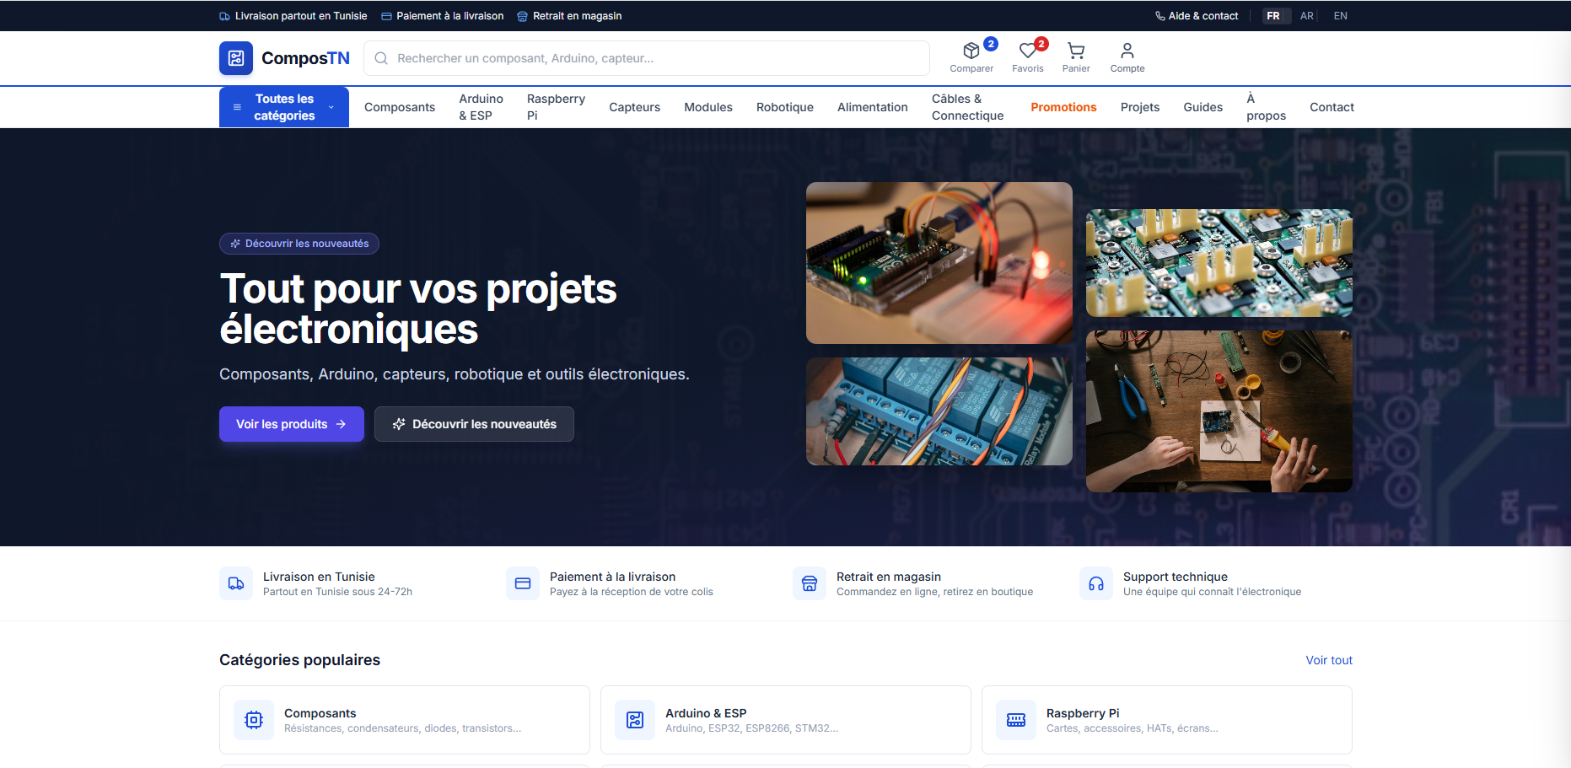 Livraison partout en Tunisie
Paiement à la livraison
Retrait en magasin
Aide & contact
FR
AR
EN
ComposTN
Rechercher un composant, Arduino, capteur...
2
Comparer
2
Favoris
Panier
Compte
Toutes les
catégories
Composants
Arduino
& ESP
Raspberry
Pi
Capteurs
Modules
Robotique
Alimentation
Câbles &
Connectique
Promotions
Projets
Guides
À
propos
Contact
Découvrir les nouveautés
Tout pour vos projets
électroniques
Composants, Arduino, capteurs, robotique et outils électroniques.
Voir les produits
Découvrir les nouveautés
Relay Module
FB1
CR1
Livraison en Tunisie
Partout en Tunisie sous 24-72h
Paiement à la livraison
Payez à la réception de votre colis
Retrait en magasin
Commandez en ligne, retirez en boutique
Support technique
Une équipe qui connaît l'électronique
Catégories populaires
Voir tout
Composants
Résistances, condensateurs, diodes, transistors...
Arduino & ESP
Arduino, ESP32, ESP8266, STM32...
Raspberry Pi
Cartes, accessoires, HATs, écrans...